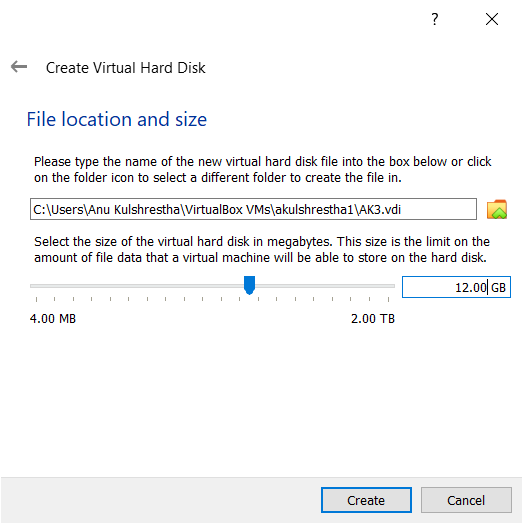 ?
Create Virtual Hard Disk
File location and size
Please type the name of the new virtual hard disk file into the box below or click
on the folder icon to select a different folder to create the file in.
C:\Users\Anu Kulshrestha\VirtualBox VMs\akulshrestha1\AK3.vdi
Select the size of the virtual hard disk in megabytes. This size is the limit on the
amount of file data that a virtual machine will be able to store on the hard disk.
12.00 GB
4.00 MB 2.00 TB
Create Cancel